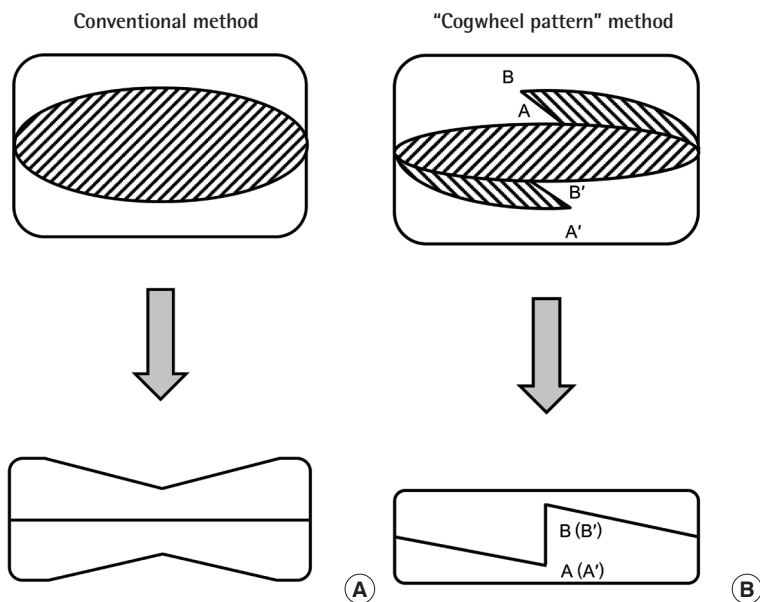 Conventional method
"Cogwheel pattern" method
B
A
B′
A′
B (B′)
A (A′)
A
B